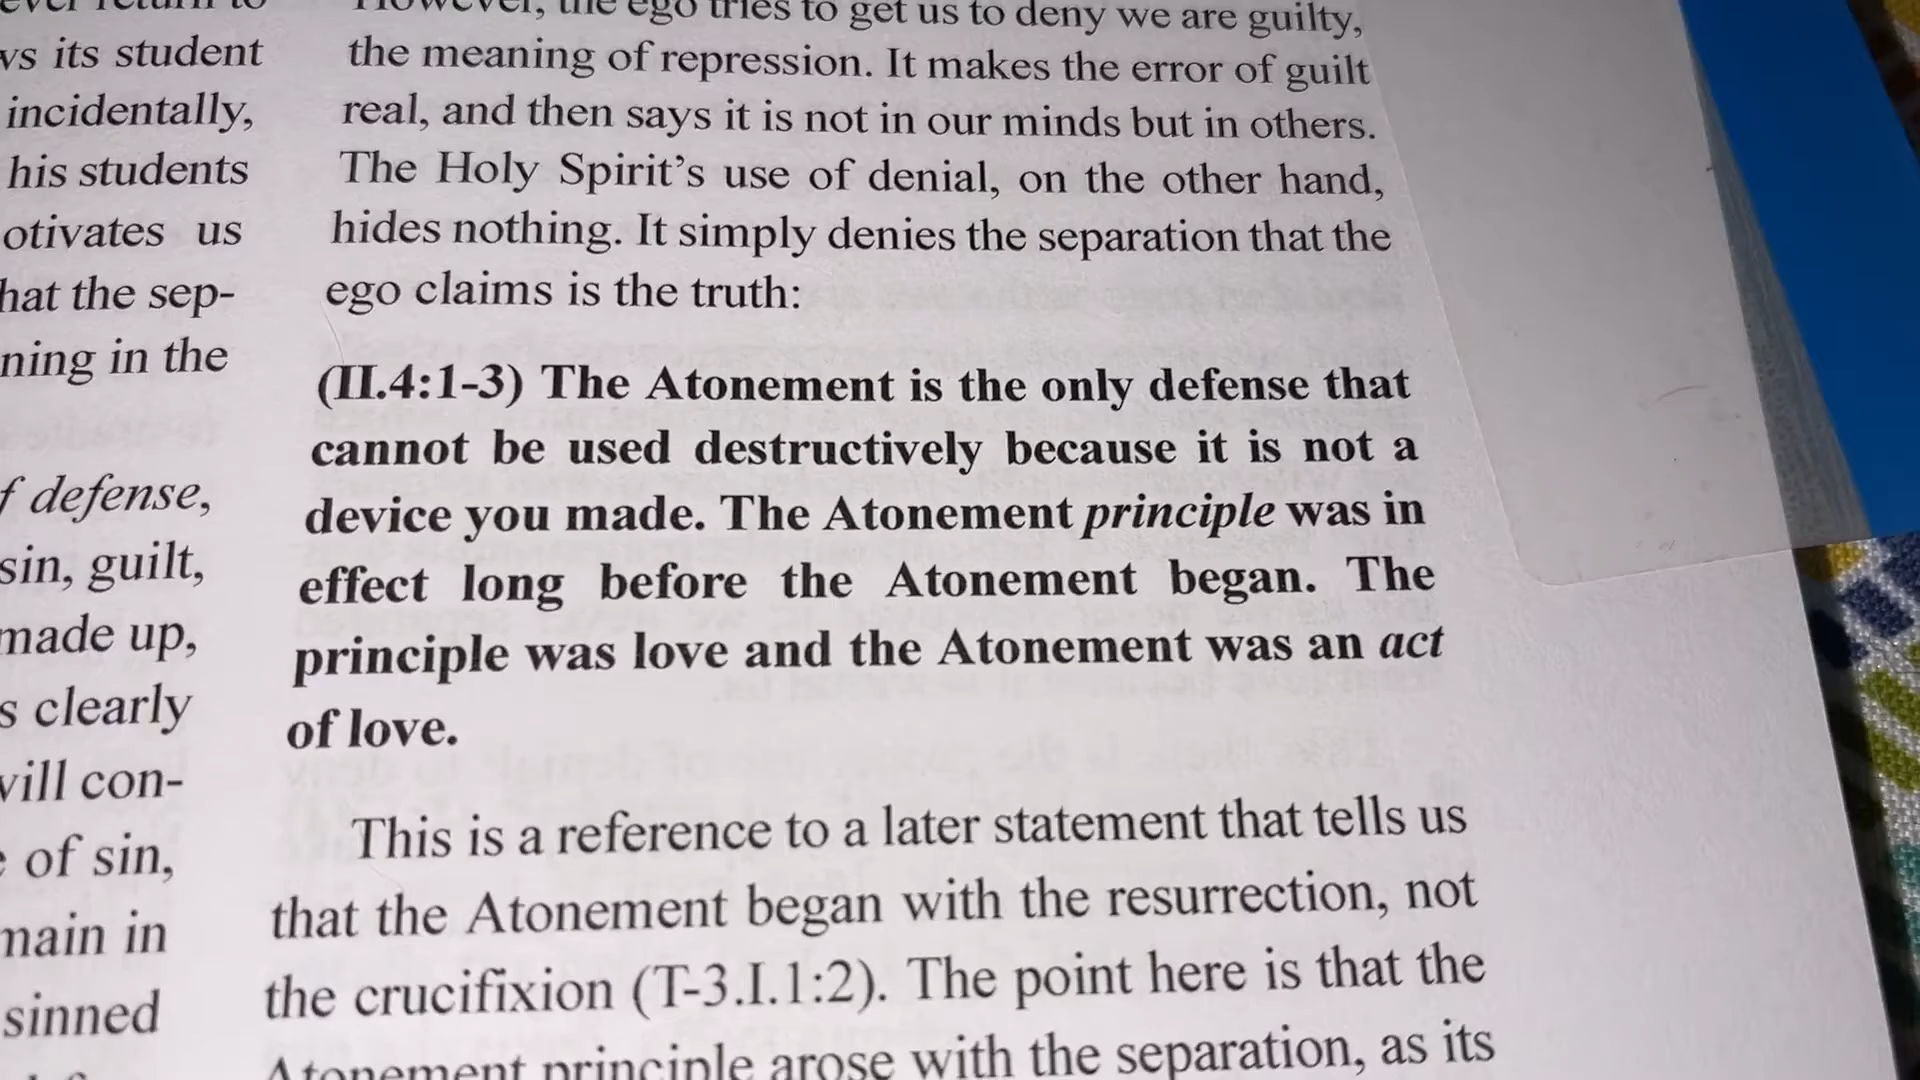 its student
incidentally,
his students
us
the sep-
in the
defense,
sin, guilt,
made up,
clearly
con-
of sin,
in
sinned
However, the ego tries to get us to deny we are guilty,
the meaning of repression. It makes the error of guilt
real, and then says it is not in our minds but in others.
The Holy Spirit’s use of denial, on the other hand,
hides nothing. It simply denies the separation that the
ego claims is the truth:
(II.4:1-3) The Atonement is the only defense that
cannot be used destructively because it is not a
device you made. The Atonement principle was in
effect long before the Atonement began. The
principle was love and the Atonement was an act
of love.
This is a reference to a later statement that tells us
that the Atonement began with the resurrection, not
the crucifixion (T-3.I.1:2). The point here is that the
Atonement principle arose with the separation, as its